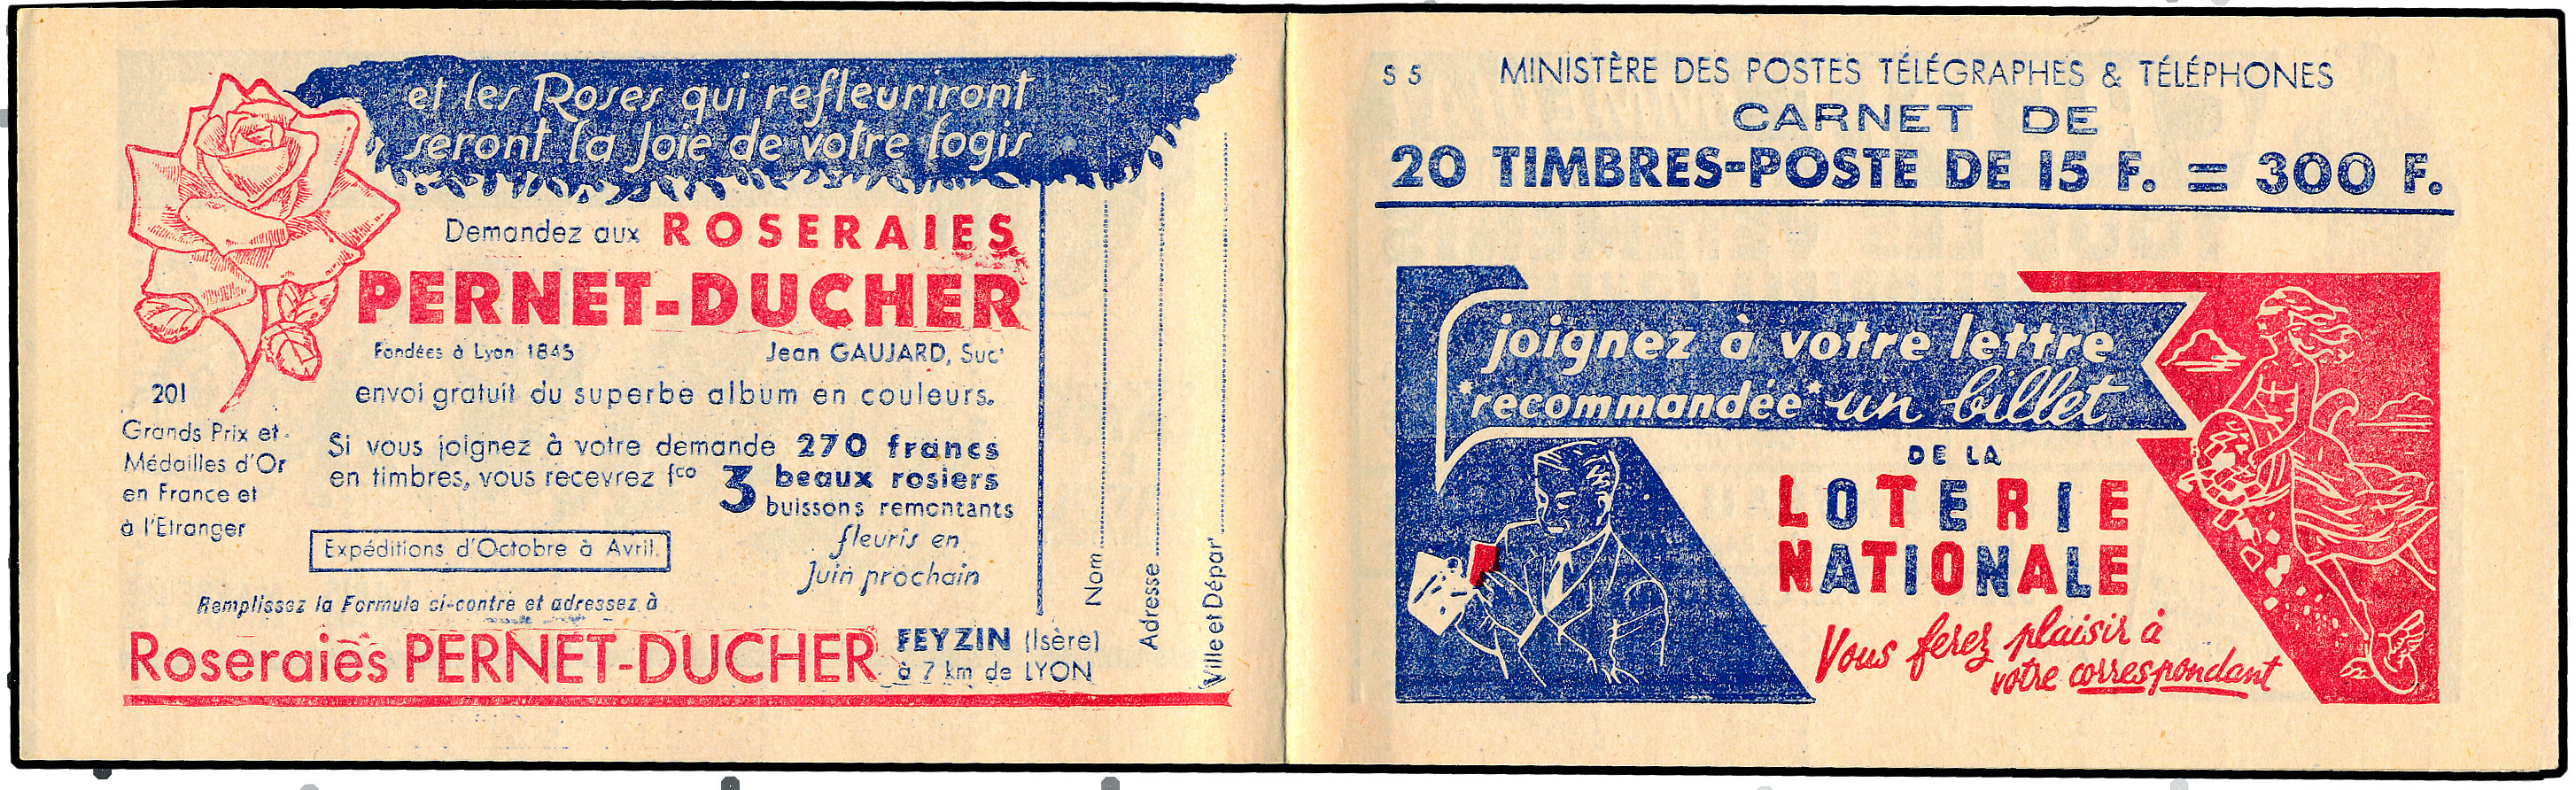 et les Roses qui refleuriront
seront la Joie de votre logis
Demandez aux ROSERAIES
PERNET-DUCHER
Fondées à Lyon 1845 Jean GAUJARD, Sucr
envoi gratuit du superbe album en couleurs.
201
Grands Prix et
Médailles d'Or
en France et
à l'Etranger
Si vous joignez à votre demande 270 francs
en timbres, vous recevrez fco 3 beaux rosiers
buissons remontants
fleuris en
Juin prochain
Expéditions d'Octobre à Avril.
Remplissez la Formule ci-contre et adressez à
Roseraies PERNET-DUCHER FEYZIN (Isère)
à 7 km de LYON
Nom
Adresse
Ville et Dépar'
S 5 MINISTÈRE DES POSTES TÉLÉGRAPHES & TÉLÉPHONES
CARNET DE
20 TIMBRES-POSTE DE 15 F. = 300 F.
joignez à votre lettre
"recommandée" un billet
DE LA
LOTERIE
NATIONALE
Vous ferez plaisir à
votre correspondant